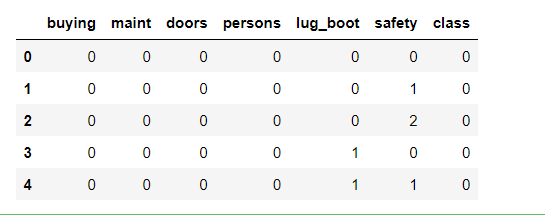 buying maint doors persons lug_boot safety class
0 0 0 0 0 0 0 0
1 0 0 0 0 0 1 0
2 0 0 0 0 0 2 0
3 0 0 0 0 1 0 0
4 0 0 0 0 1 1 0